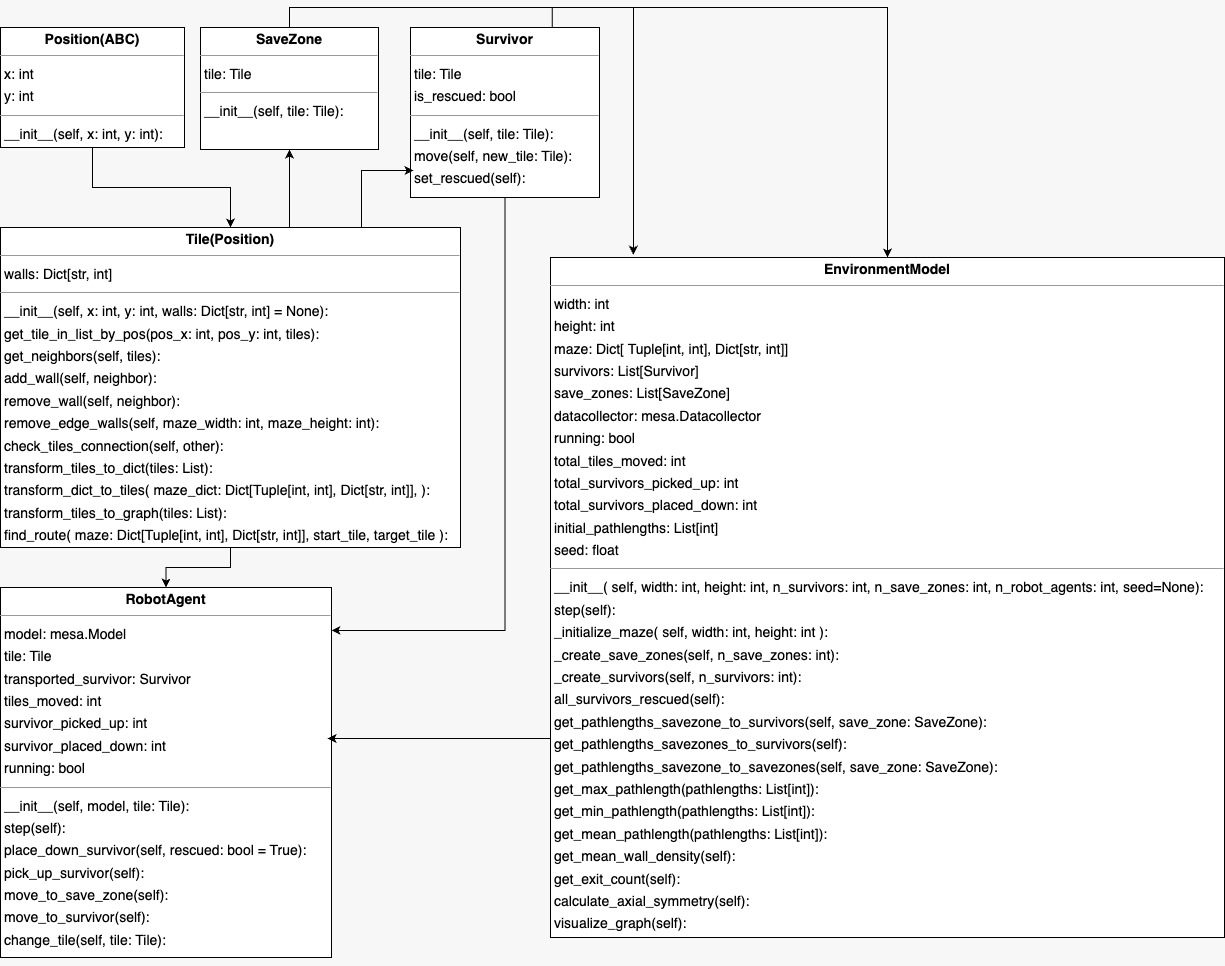 Position(ABC)
x: int
y: int
__init__(self, x: int, y: int):
SaveZone
tile: Tile
__init__(self, tile: Tile):
Survivor
tile: Tile
is_rescued: bool
__init__(self, tile: Tile):
move(self, new_tile: Tile):
set_rescued(self):
Tile(Position)
walls: Dict[str, int]
__init__(self, x: int, y: int, walls: Dict[str, int] = None):
get_tile_in_list_by_pos(pos_x: int, pos_y: int, tiles):
get_neighbors(self, tiles):
add_wall(self, neighbor):
remove_wall(self, neighbor):
remove_edge_walls(self, maze_width: int, maze_height: int):
check_tiles_connection(self, other):
transform_tiles_to_dict(tiles: List):
transform_dict_to_tiles( maze_dict: Dict[Tuple[int, int], Dict[str, int]], ):
transform_tiles_to_graph(tiles: List):
find_route( maze: Dict[Tuple[int, int], Dict[str, int]], start_tile, target_tile ):
EnvironmentModel
width: int
height: int
maze: Dict[ Tuple[int, int], Dict[str, int]]
survivors: List[Survivor]
save_zones: List[SaveZone]
datacollector: mesa.Datacollector
running: bool
total_tiles_moved: int
total_survivors_picked_up: int
total_survivors_placed_down: int
initial_pathlengths: List[int]
seed: float
__init__( self, width: int, height: int, n_survivors: int, n_save_zones: int, n_robot_agents: int, seed=None):
step(self):
_initialize_maze( self, width: int, height: int ):
_create_save_zones(self, n_save_zones: int):
_create_survivors(self, n_survivors: int):
all_survivors_rescued(self):
get_pathlengths_savezone_to_survivors(self, save_zone: SaveZone):
get_pathlengths_savezones_to_survivors(self):
get_pathlengths_savezone_to_savezones(self, save_zone: SaveZone):
get_max_pathlength(pathlengths: List[int]):
get_min_pathlength(pathlengths: List[int]):
get_mean_pathlength(pathlengths: List[int]):
get_mean_wall_density(self):
get_exit_count(self):
calculate_axial_symmetry(self):
visualize_graph(self):
RobotAgent
model: mesa.Model
tile: Tile
transported_survivor: Survivor
tiles_moved: int
survivor_picked_up: int
survivor_placed_down: int
running: bool
__init__(self, model, tile: Tile):
step(self):
place_down_survivor(self, rescued: bool = True):
pick_up_survivor(self):
move_to_save_zone(self):
move_to_survivor(self):
change_tile(self, tile: Tile):